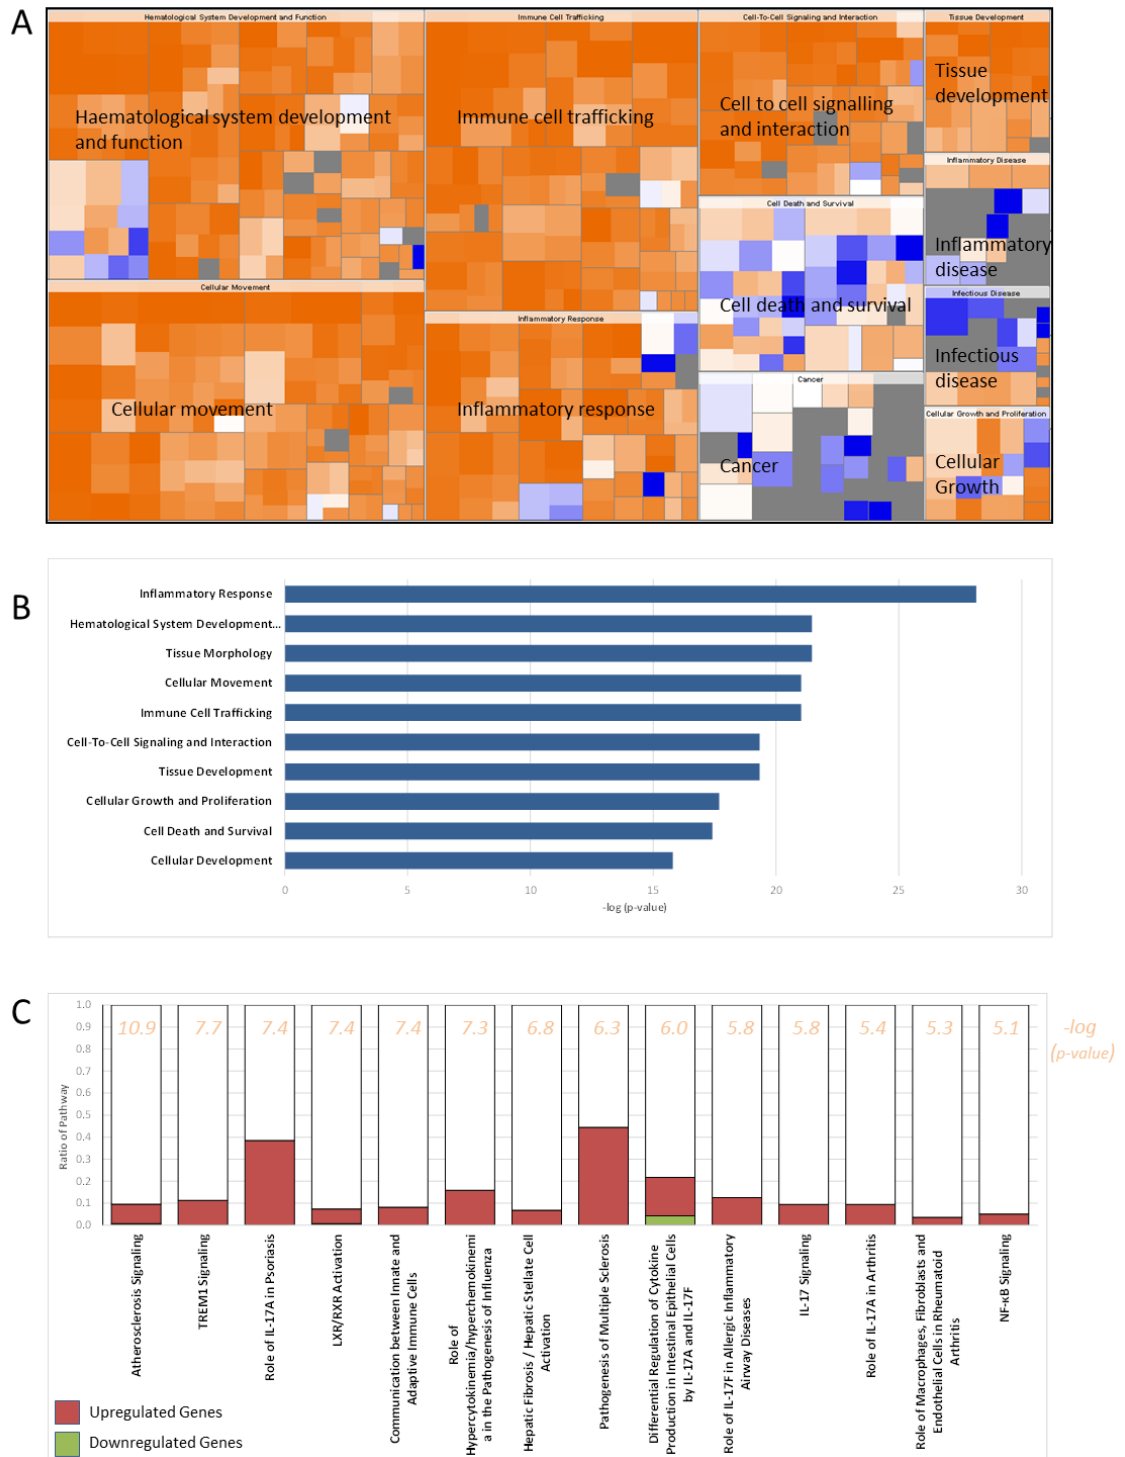 A
Hematological System Development and Function
Immune Cell Trafficking
Cell-To-Cell Signaling and Interaction
Tissue Development
Haematological system development
and function
Immune cell trafficking
Cell to cell signalling
and interaction
Tissue
development
Inflammatory Disease
Inflammatory
disease
Cell Death and Survival
Cell death and survival
Cellular Movement
Cellular movement
Inflammatory Response
Inflammatory response
Infectious Disease
Infectious
disease
Cancer
Cancer
Cellular Growth and Proliferation
Cellular
Growth
B
Inflammatory Response
Hematological System Development...
Tissue Morphology
Cellular Movement
Immune Cell Trafficking
Cell-To-Cell Signaling and Interaction
Tissue Development
Cellular Growth and Proliferation
Cell Death and Survival
Cellular Development
0 5 10 15 20 25 30
-log (p-value)
C
Ratio of Pathway
1.0
0.9
0.8
0.7
0.6
0.5
0.4
0.3
0.2
0.1
0.0
10.9 7.7 7.4 7.4 7.4 7.3 6.8 6.3 6.0 5.8 5.8 5.4 5.3 5.1
-log
(p-value)
Atherosclerosis Signaling
TREM1 Signaling
Role of IL-17A in Psoriasis
LXR/RXR Activation
Communication between Innate and
Adaptive Immune Cells
Role of
Hypercytokinemia/hyperchemokinemi
a in the Pathogenesis of Influenza
Hepatic Fibrosis / Hepatic Stellate Cell
Activation
Pathogenesis of Multiple Sclerosis
Differential Regulation of Cytokine
Production in Intestinal Epithelial Cells
by IL-17A and IL-17F
Role of IL-17F in Allergic Inflammatory
Airway Diseases
IL-17 Signaling
Role of IL-17A in Arthritis
Role of Macrophages, Fibroblasts and
Endothelial Cells in Rheumatoid
Arthritis
NF-κB Signaling
Upregulated Genes
Downregulated Genes